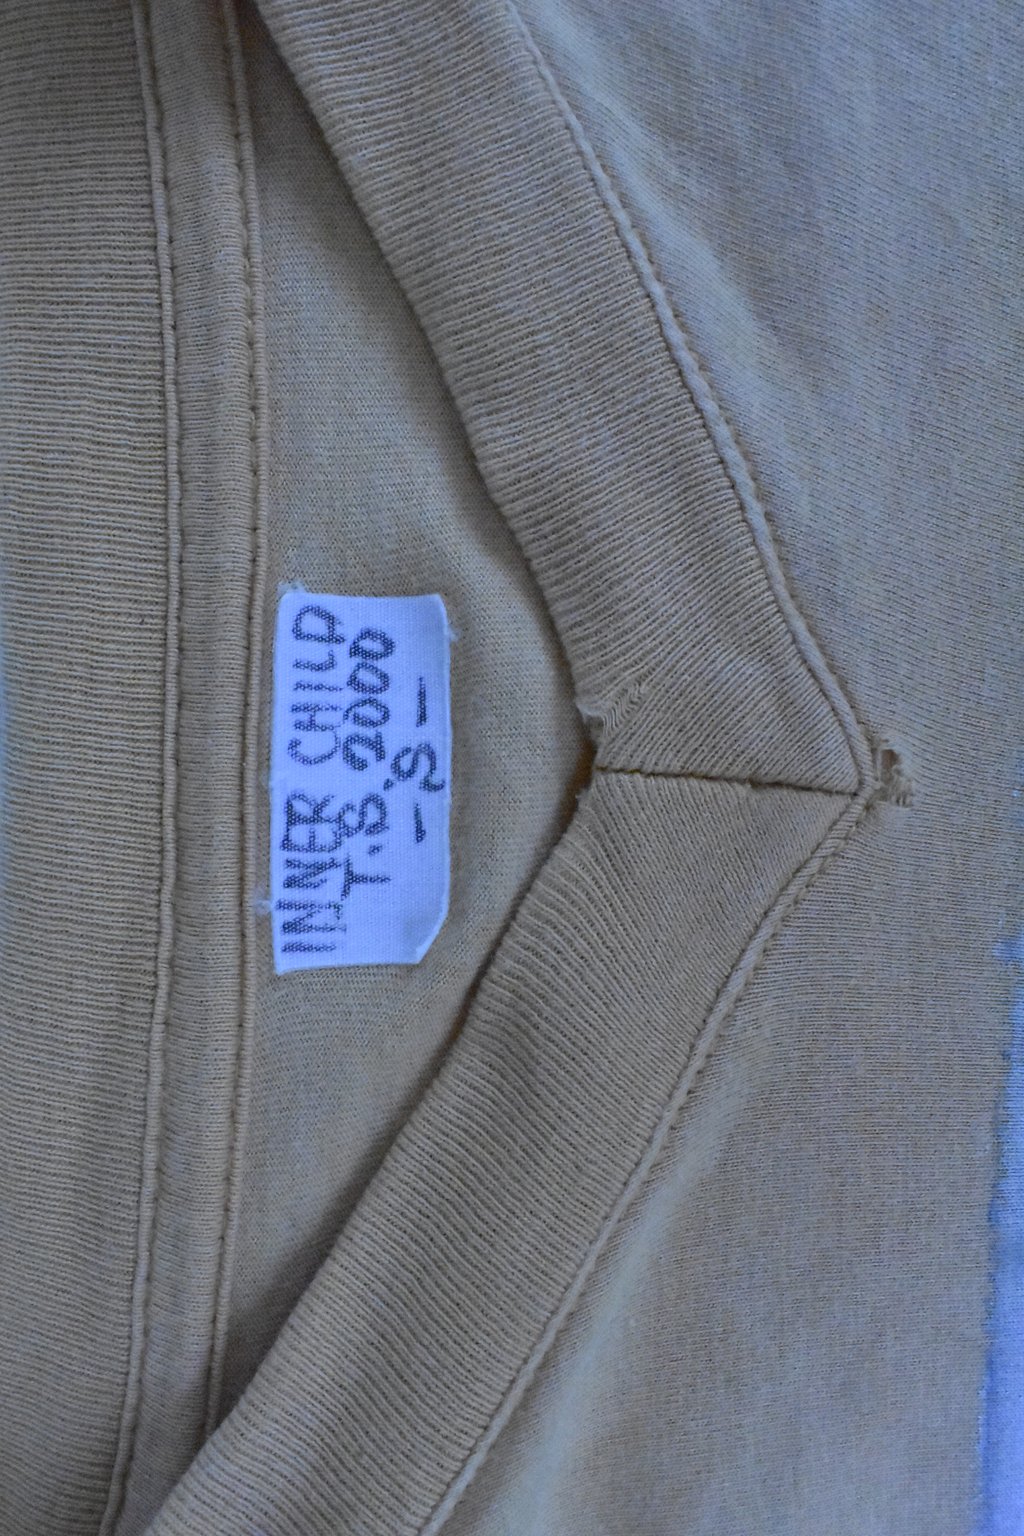 INNER CHILD
T.S. 2000
-S-